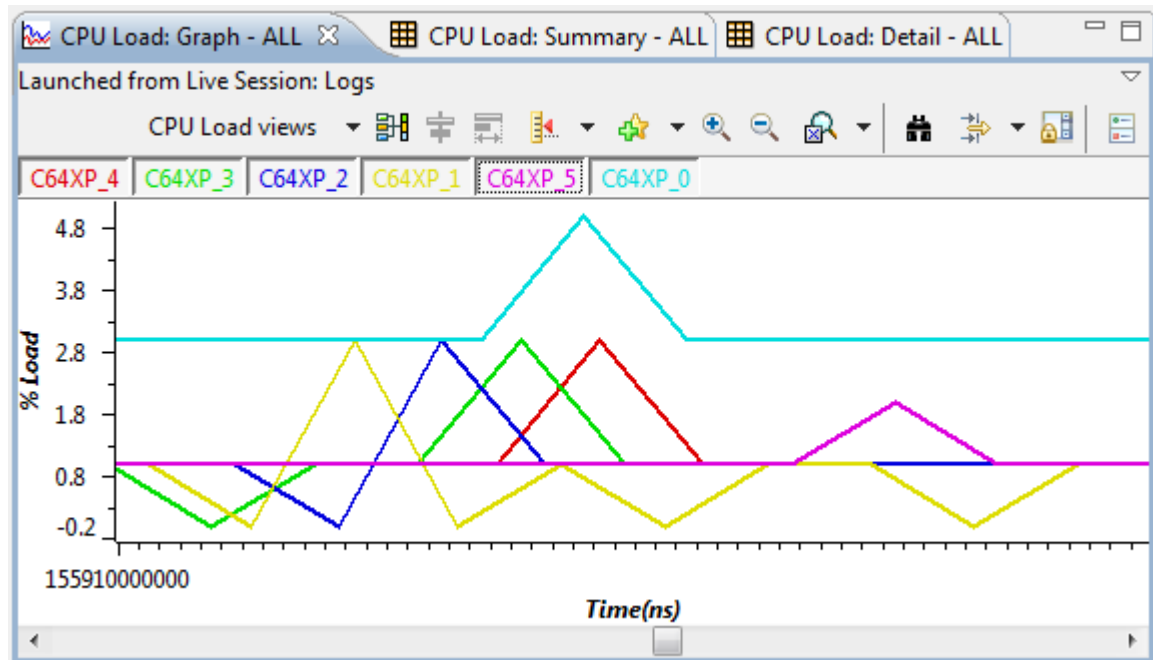 CPU Load: Graph - ALL CPU Load: Summary - ALL CPU Load: Detail - ALL
Launched from Live Session: Logs
CPU Load views
C64XP_4 C64XP_3 C64XP_2 C64XP_1 C64XP_5 C64XP_0
4.8
3.8
2.8
1.8
0.8
-0.2
% Load
155910000000
Time(ns)